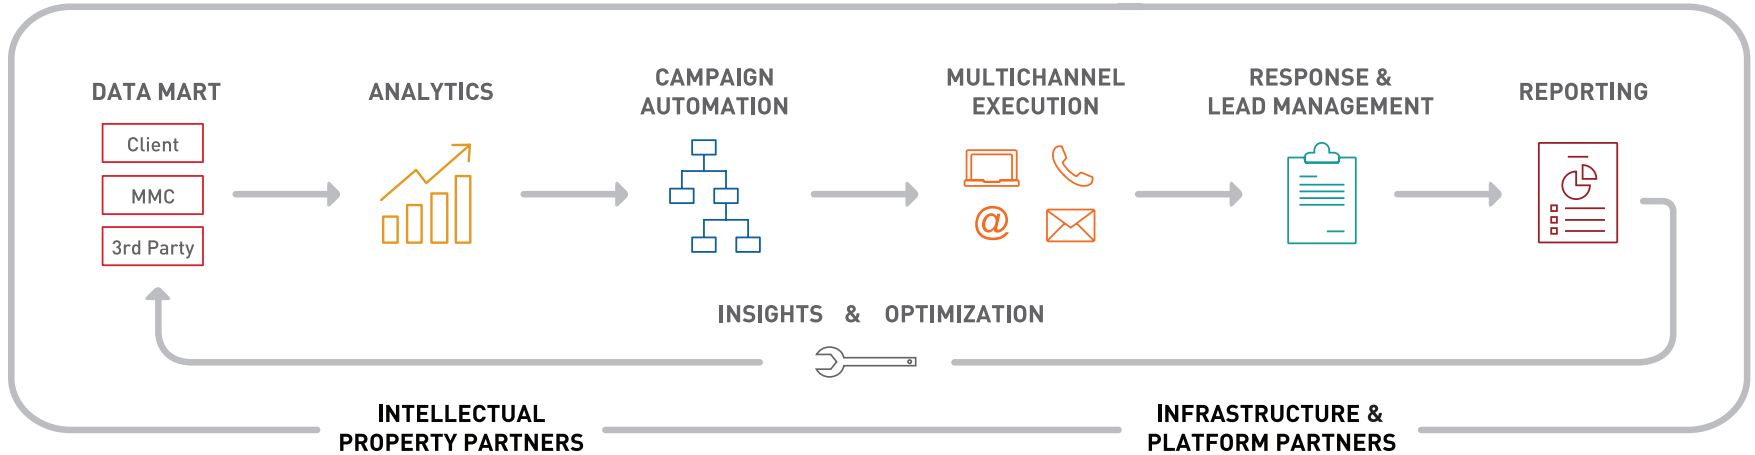 DATA MART
Client
MMC
3rd Party
ANALYTICS
CAMPAIGN
AUTOMATION
MULTICHANNEL
EXECUTION
@
RESPONSE &
LEAD MANAGEMENT
REPORTING
INSIGHTS & OPTIMIZATION
INTELLECTUAL
PROPERTY PARTNERS
INFRASTRUCTURE &
PLATFORM PARTNERS